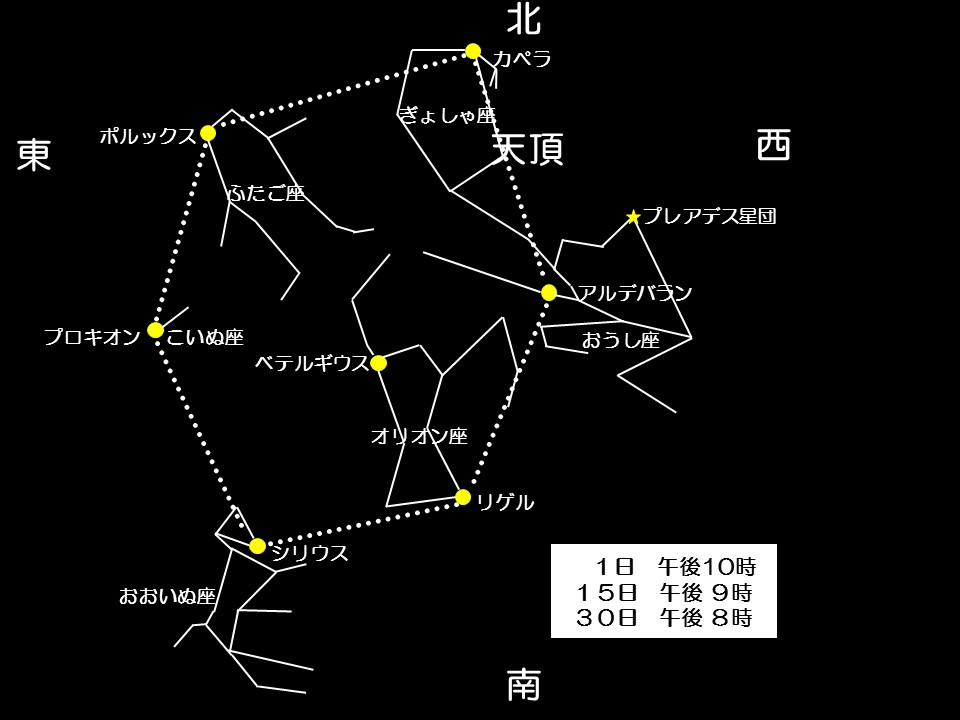 北
カペラ
ぎょしゃ座
ポルックス
天頂
西
東
ふたご座
プレアデス星団
アルデバラン
プロキオン
こいぬ座
おうし座
ベテルギウス
オリオン座
リゲル
シリウス
おおいぬ座
1日 午後10時
15日 午後 9時
30日 午後 8時
南